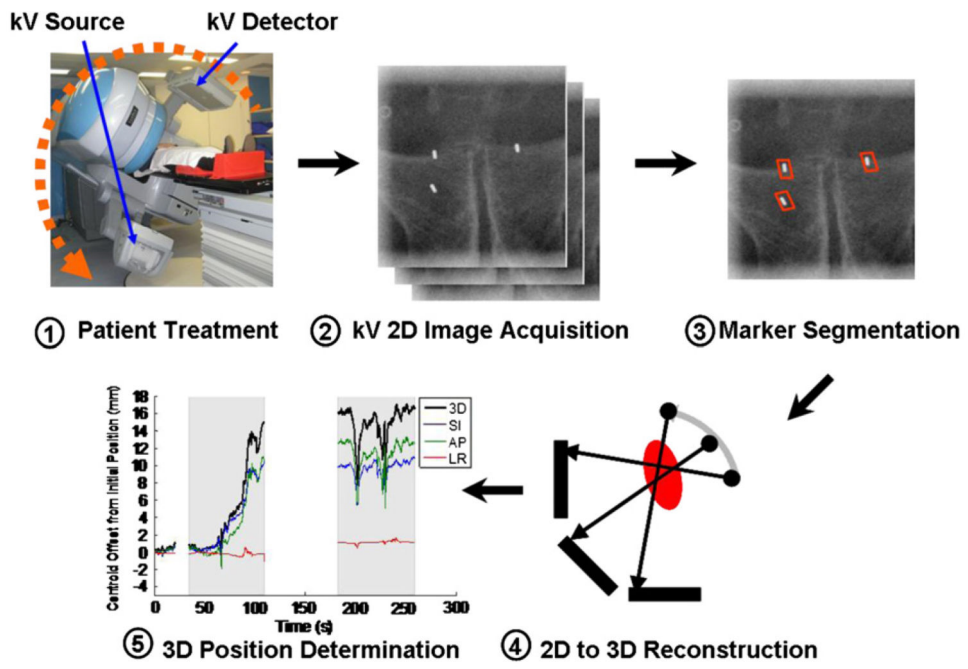 kV Source
kV Detector
① Patient Treatment
② kV 2D Image Acquisition
③ Marker Segmentation
Centroid Offset from Initial Position (mm)
18
16
14
12
10
8
6
4
2
0
-2
-4
3D
SI
AP
LR
0
50
100
150
200
250
300
Time (s)
⑤ 3D Position Determination
④ 2D to 3D Reconstruction